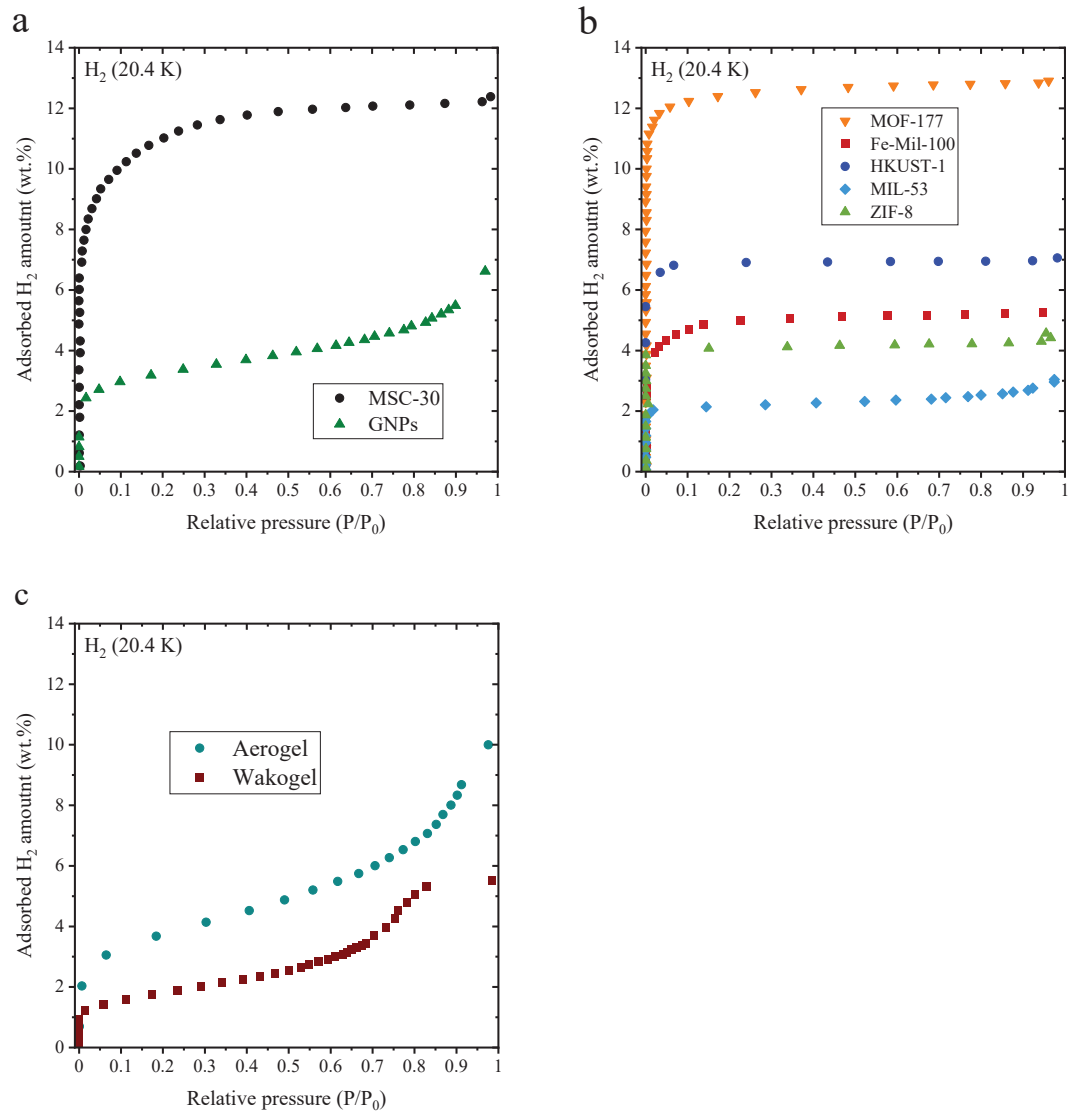 a
H₂ (20.4 K)
14
12
10
8
6
4
2
0
Adsorbed H₂ amoutnt (wt.%)
MSC-30
GNPs
0 0.1 0.2 0.3 0.4 0.5 0.6 0.7 0.8 0.9 1
Relative pressure (P/P₀)
b
H₂ (20.4 K)
14
12
10
8
6
4
2
0
Adsorbed H₂ amoutnt (wt.%)
MOF-177
Fe-Mil-100
HKUST-1
MIL-53
ZIF-8
0 0.1 0.2 0.3 0.4 0.5 0.6 0.7 0.8 0.9 1
Relative pressure (P/P₀)
c
H₂ (20.4 K)
14
12
10
8
6
4
2
0
Adsorbed H₂ amoutnt (wt.%)
Aerogel
Wakogel
0 0.1 0.2 0.3 0.4 0.5 0.6 0.7 0.8 0.9 1
Relative pressure (P/P₀)